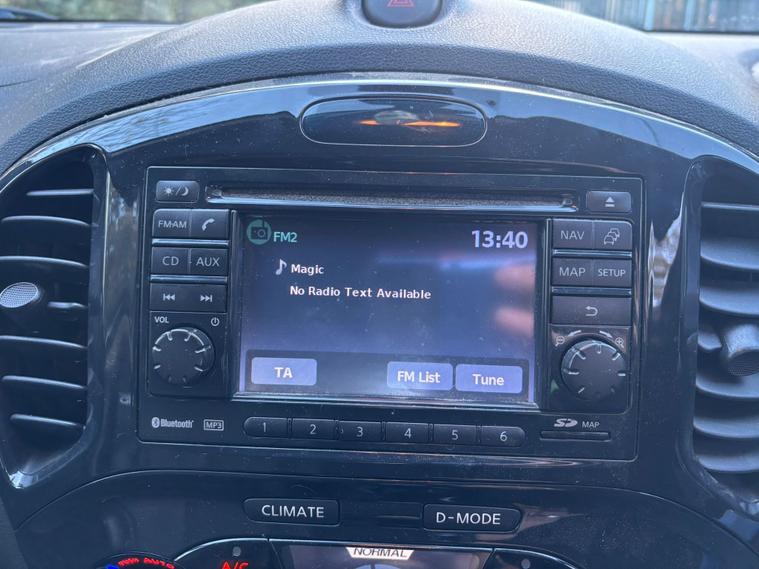 FM2
13:40
FM-AM
NAV
Magic
CD
AUX
MAP
SETUP
No Radio Text Available
VOL
TA
FM List
Tune
Bluetooth
MP3
1
2
3
4
5
6
SD
MAP
CLIMATE
D-MODE
NORMAL
AUTO
A/C